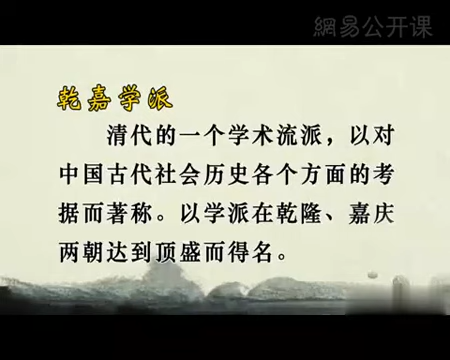 網易公开课
乾嘉学派
清代的一个学术流派，以对
中国古代社会历史各个方面的考
据而著称。以学派在乾隆、嘉庆
两朝达到顶盛而得名。